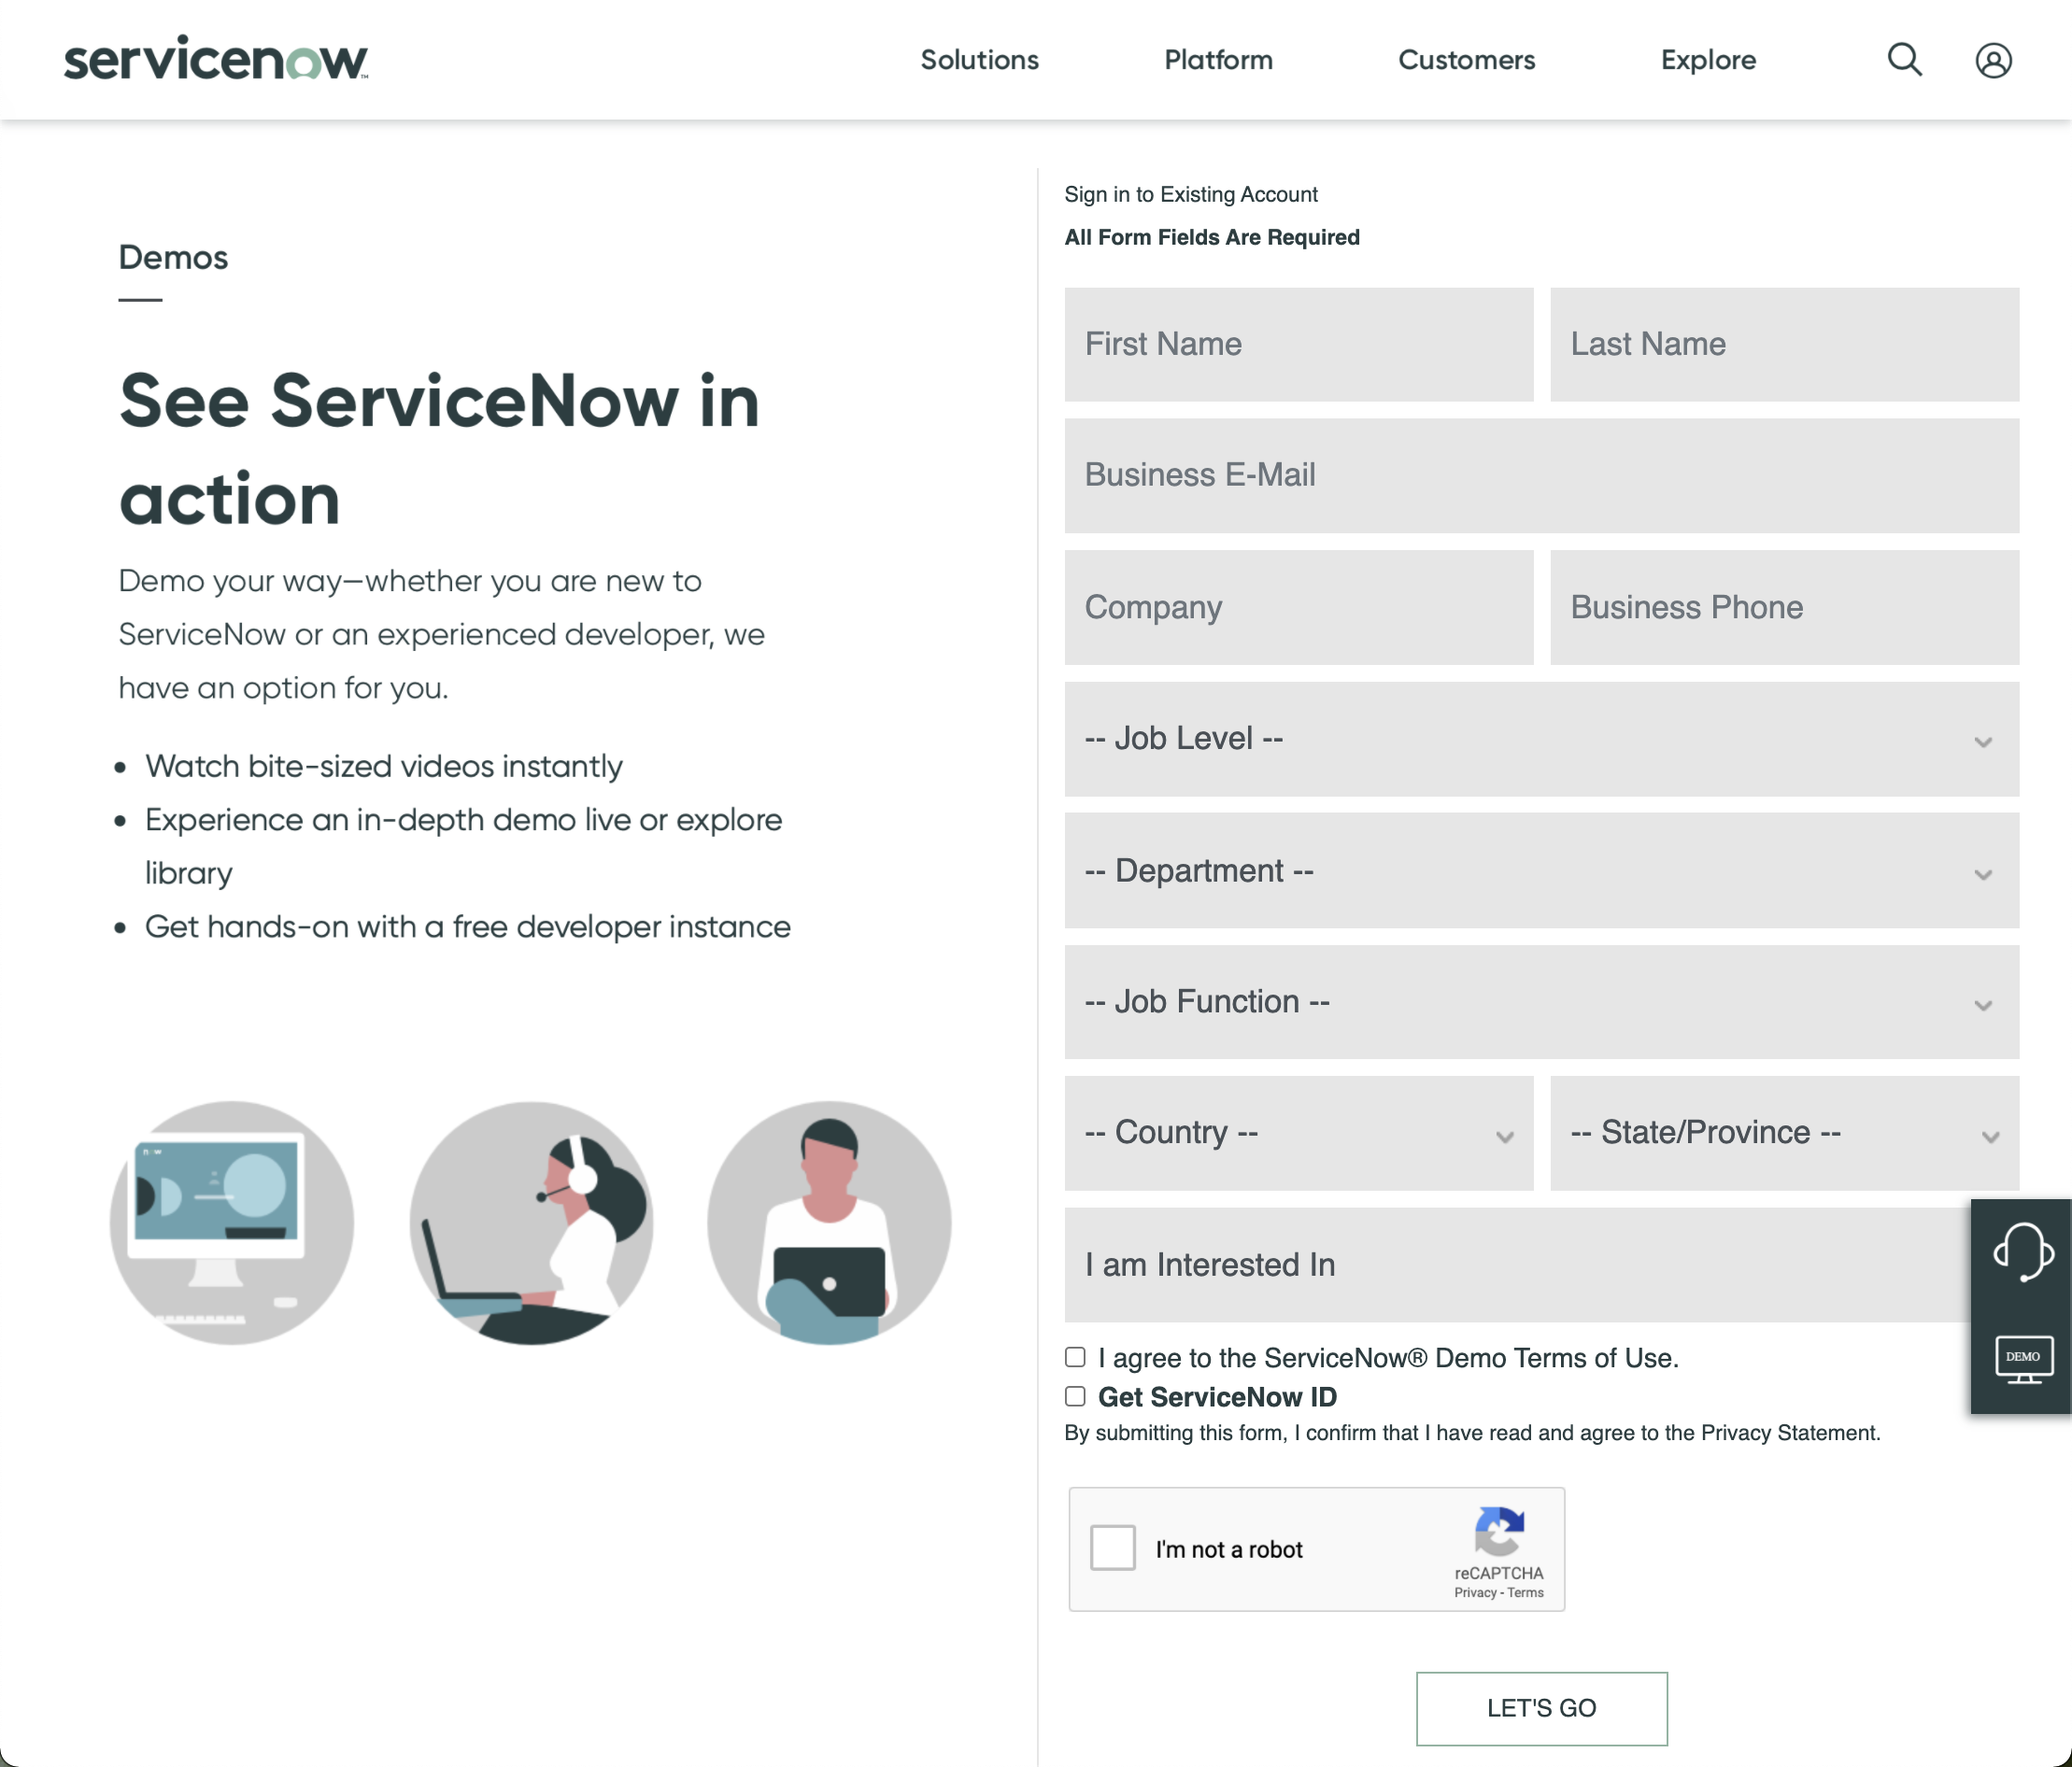 servicenow™
Solutions Platform Customers Explore
Demos
See ServiceNow in
action
Demo your way—whether you are new to
ServiceNow or an experienced developer, we
have an option for you.
• Watch bite-sized videos instantly
• Experience an in-depth demo live or explore
library
• Get hands-on with a free developer instance
now
Sign in to Existing Account
All Form Fields Are Required
First Name
Last Name
Business E-Mail
Company
Business Phone
-- Job Level --
-- Department --
-- Job Function --
-- Country --
-- State/Province --
I am Interested In
I agree to the ServiceNow® Demo Terms of Use.
Get ServiceNow ID
By submitting this form, I confirm that I have read and agree to the Privacy Statement.
I'm not a robot
reCAPTCHA
Privacy - Terms
LET'S GO
DEMO